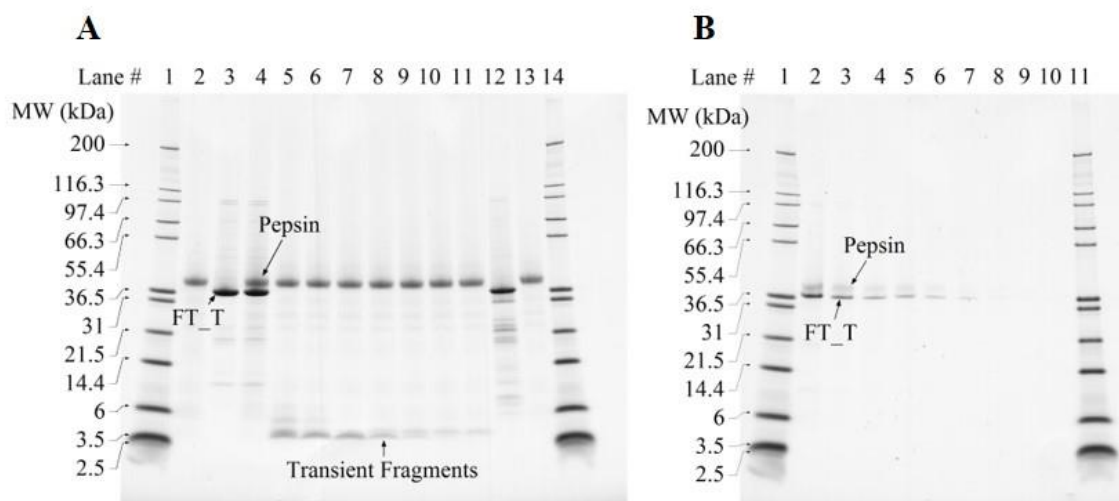 A
Lane # 1 2 3 4 5 6 7 8 9 10 11 12 13 14
MW (kDa)
200
116.3
97.4
66.3
55.4
36.5
31
21.5
14.4
6
3.5
2.5
Pepsin
FT_T
Transient Fragments
B
Lane # 1 2 3 4 5 6 7 8 9 10 11
MW (kDa)
200
116.3
97.4
66.3
55.4
36.5
31
21.5
14.4
6
3.5
2.5
Pepsin
FT_T